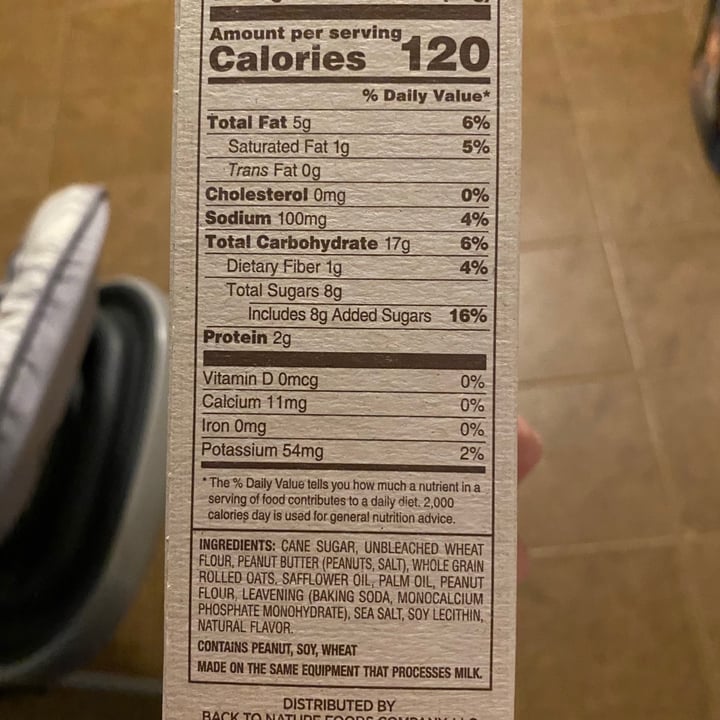 Amount per serving
Calories 120
% Daily Value*
Total Fat 5g 6%
Saturated Fat 1g 5%
Trans Fat 0g
Cholesterol 0mg 0%
Sodium 100mg 4%
Total Carbohydrate 17g 6%
Dietary Fiber 1g 4%
Total Sugars 8g
Includes 8g Added Sugars 16%
Protein 2g
Vitamin D 0mcg 0%
Calcium 11mg 0%
Iron 0mg 0%
Potassium 54mg 2%
* The % Daily Value tells you how much a nutrient in a
serving of food contributes to a daily diet. 2,000
calories day is used for general nutrition advice.
INGREDIENTS: CANE SUGAR, UNBLEACHED WHEAT
FLOUR, PEANUT BUTTER (PEANUTS, SALT), WHOLE GRAIN
ROLLED OATS, SAFFLOWER OIL, PALM OIL, PEANUT
FLOUR, LEAVENING (BAKING SODA, MONOCALCIUM
PHOSPHATE MONOHYDRATE), SEA SALT, SOY LECITHIN,
NATURAL FLAVOR.
CONTAINS PEANUT, SOY, WHEAT
MADE ON THE SAME EQUIPMENT THAT PROCESSES MILK.
DISTRIBUTED BY
BACK TO NATURE FOODS COMPANY, LLC